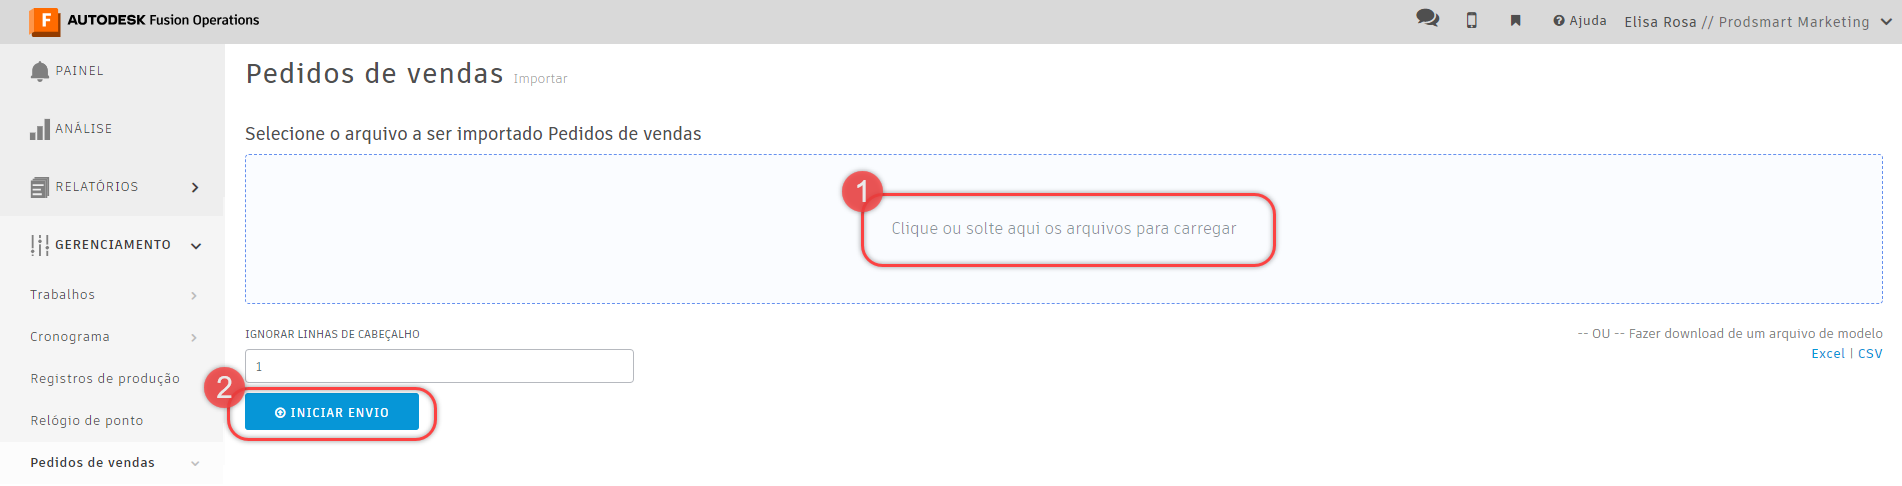 F AUTODESK Fusion Operations
Ajuda
Elisa Rosa // Prodsmart Marketing
PAINEL
ANÁLISE
RELATÓRIOS
GERENCIAMENTO
Trabalhos
Cronograma
Registros de produção
Relógio de ponto
Pedidos de vendas
Pedidos de vendas Importar
Selecione o arquivo a ser importado Pedidos de vendas
1
Clique ou solte aqui os arquivos para carregar
IGNORAR LINHAS DE CABEÇALHO
1
-- OU -- Fazer download de um arquivo de modelo
Excel | CSV
2
INICIAR ENVIO